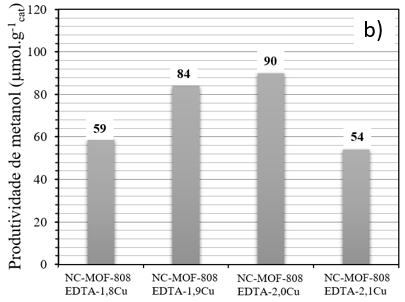 b)
Produtividade de metanol (µmol.g⁻¹cat)
120
100
80
60
40
20
0
59
84
90
54
NC-MOF-808
EDTA-1,8Cu
NC-MOF-808
EDTA-1,9Cu
NC-MOF-808
EDTA-2,0Cu
NC-MOF-808
EDTA-2,1Cu